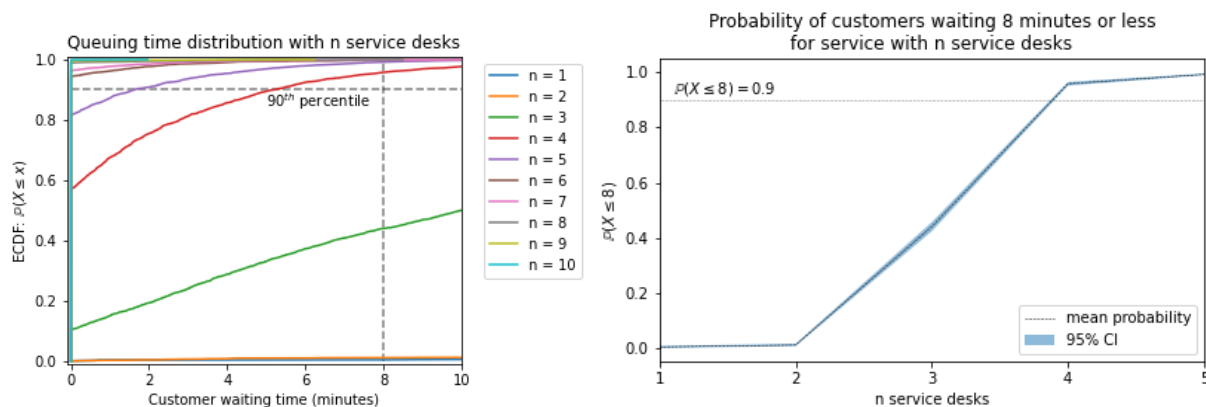 Queuing time distribution with n service desks
ECDF: ℙ(X ≤ x)
1.0
0.8
0.6
0.4
0.2
0.0
90th percentile
0
2
4
6
8
10
Customer waiting time (minutes)
n = 1
n = 2
n = 3
n = 4
n = 5
n = 6
n = 7
n = 8
n = 9
n = 10
Probability of customers waiting 8 minutes or less
for service with n service desks
ℙ(X ≤ 8)
1.0
0.8
0.6
0.4
0.2
0.0
ℙ(X ≤ 8) = 0.9
mean probability
95% CI
1
2
3
4
5
n service desks